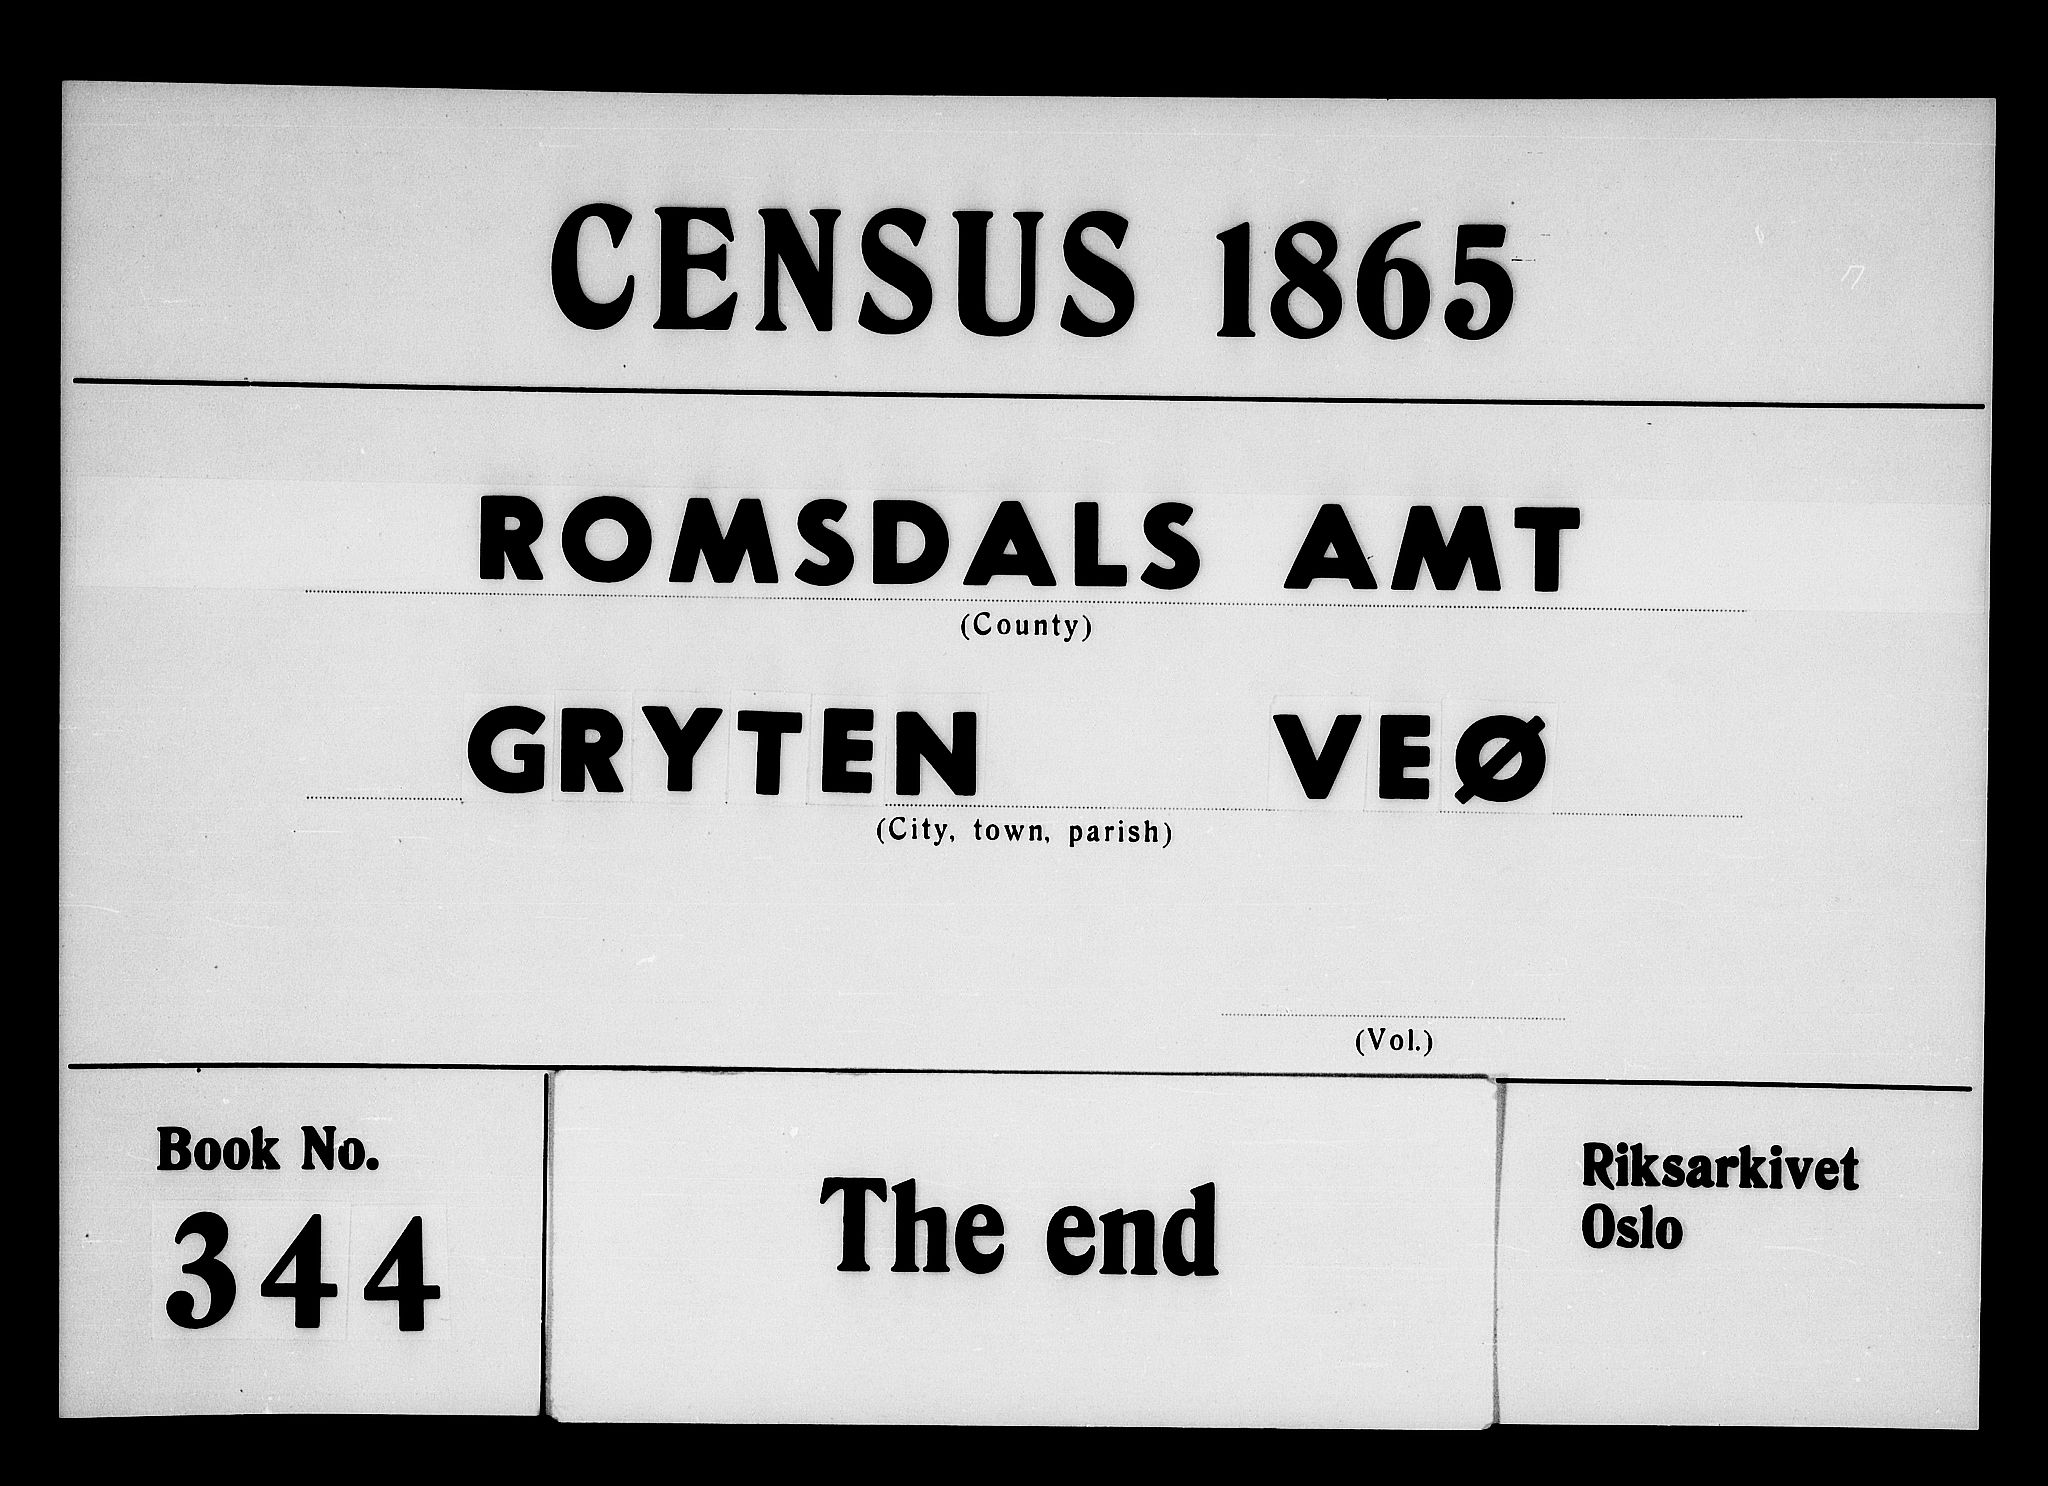 CENSUS 1865
ROMSDALS AMT
(County)
GRYTEN VEØ
(City, town, parish)
(Vol.)
Book No.
344
The end
Riksarkivet
Oslo